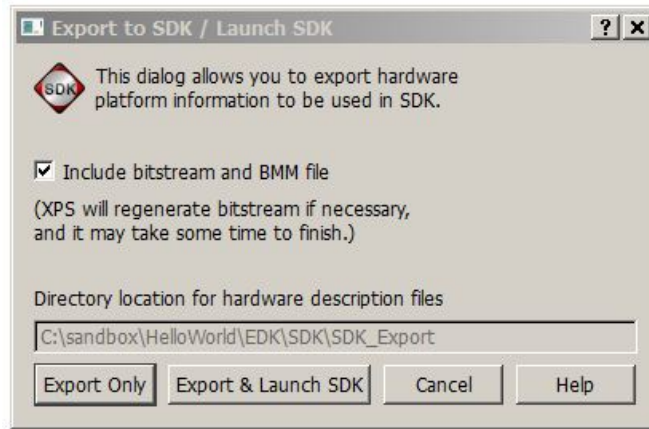 Export to SDK / Launch SDK
SDK
This dialog allows you to export hardware
platform information to be used in SDK.
Include bitstream and BMM file
(XPS will regenerate bitstream if necessary,
and it may take some time to finish.)
Directory location for hardware description files
C:\sandbox\HelloWorld\EDK\SDK\SDK_Export
Export Only Export & Launch SDK Cancel Help